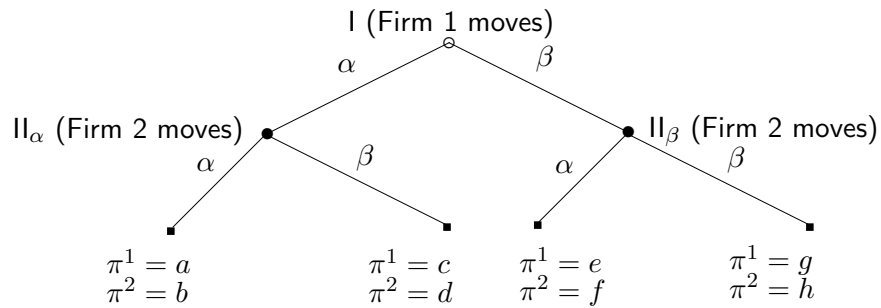 I (Firm 1 moves)
α
β
II_α (Firm 2 moves)
II_β (Firm 2 moves)
α
β
α
β
π¹ = a
π² = b
π¹ = c
π² = d
π¹ = e
π² = f
π¹ = g
π² = h